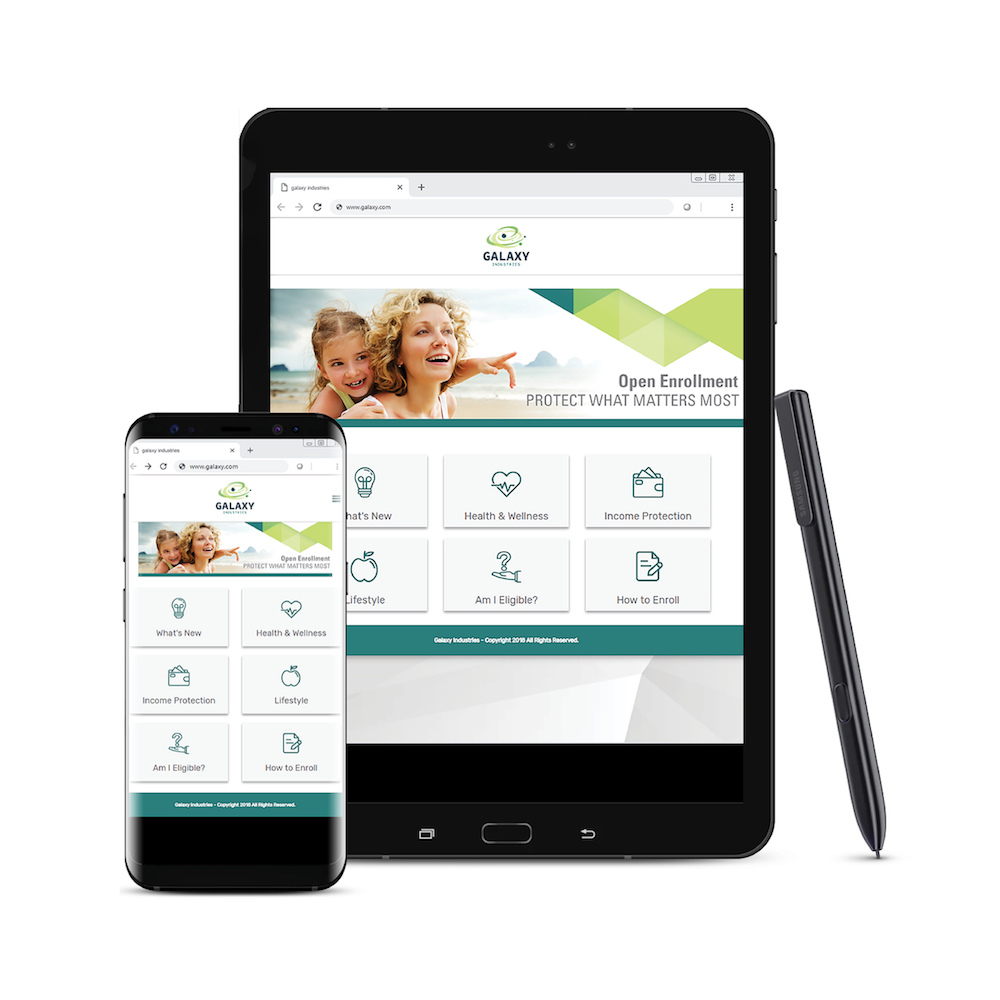 galaxy industries
www.galaxy.com
GALAXY
INDUSTRIES
Open Enrollment
PROTECT WHAT MATTERS MOST
hat's New
Health & Wellness
Income Protection
Lifestyle
Am I Eligible?
How to Enroll
Galaxy Industries - Copyright 2018 All Rights Reserved.
galaxy industries
www.galaxy.com
GALAXY
INDUSTRIES
Open Enrollment
PROTECT WHAT MATTERS MOST
What's New
Health & Wellness
Income Protection
Lifestyle
Am I Eligible?
How to Enroll
Galaxy Industries - Copyright 2018 All Rights Reserved.
SAMSUNG